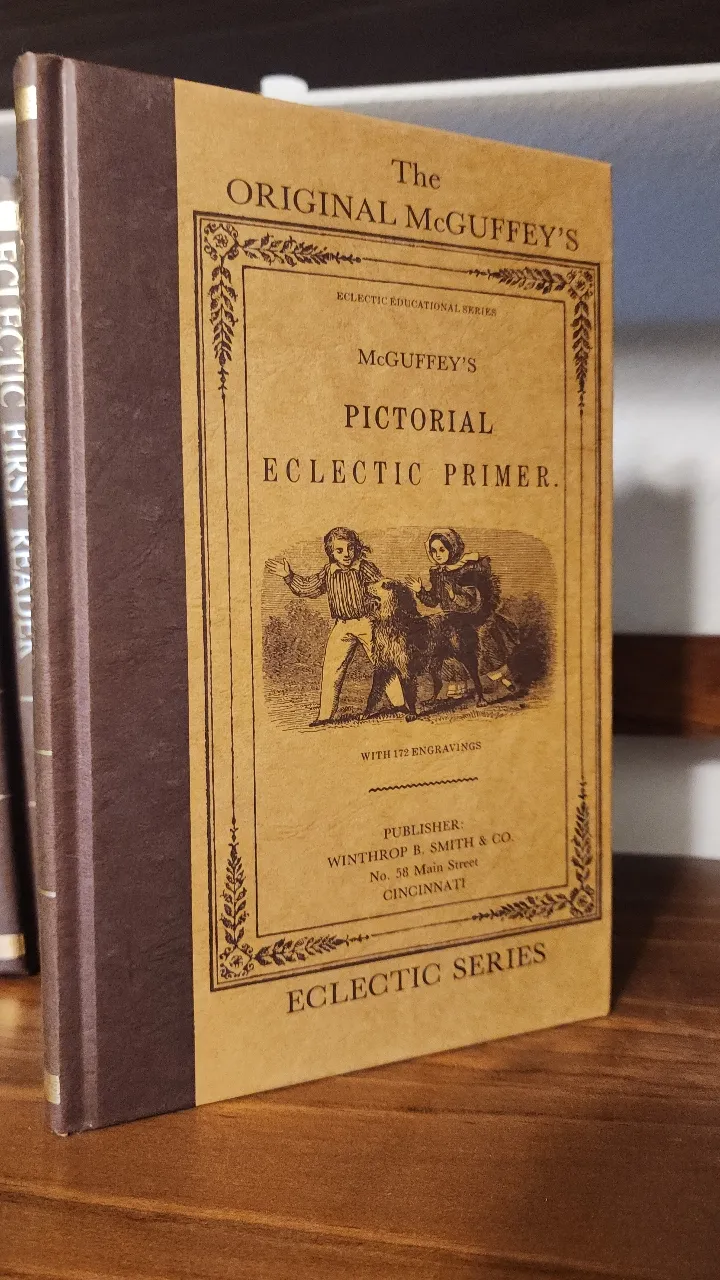 The
ORIGINAL McGUFFEY'S
ECLECTIC EDUCATIONAL SERIES
McGUFFEY'S
PICTORIAL
ECLECTIC PRIMER.
WITH 172 ENGRAVINGS
PUBLISHER:
WINTHROP B. SMITH & CO.
No. 58 Main Street
CINCINNATI
ECLECTIC SERIES
ECLECTIC FIRST READER